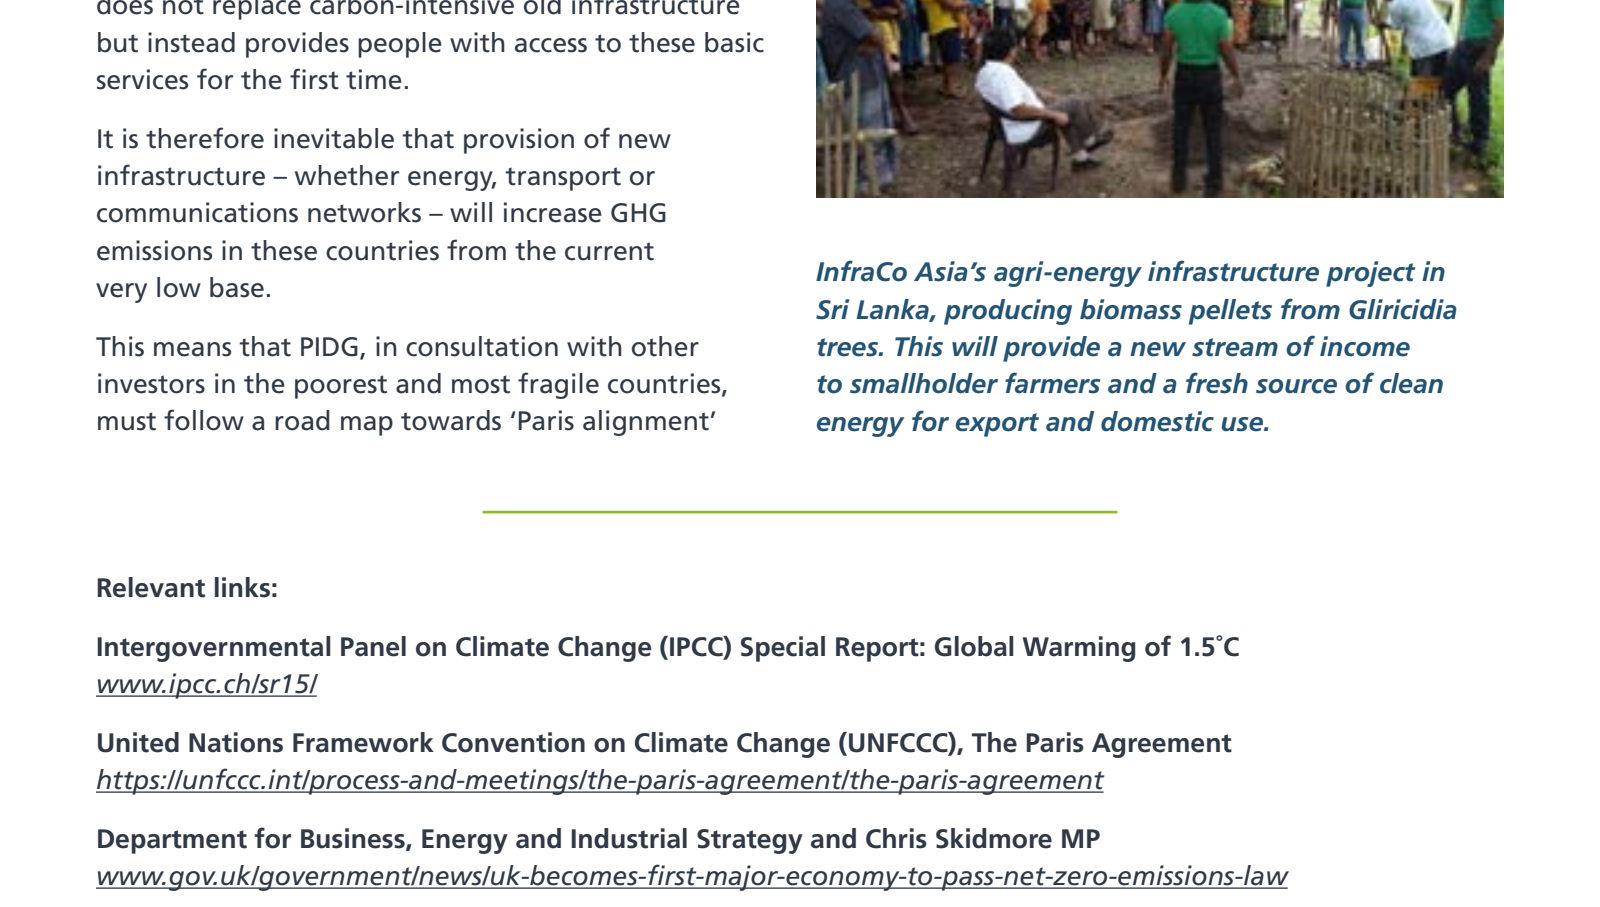 does not replace carbon-intensive old infrastructure
but instead provides people with access to these basic
services for the first time.
It is therefore inevitable that provision of new
infrastructure – whether energy, transport or
communications networks – will increase GHG
emissions in these countries from the current
very low base.
This means that PIDG, in consultation with other
investors in the poorest and most fragile countries,
must follow a road map towards ‘Paris alignment’
InfraCo Asia’s agri-energy infrastructure project in
Sri Lanka, producing biomass pellets from Gliricidia
trees. This will provide a new stream of income
to smallholder farmers and a fresh source of clean
energy for export and domestic use.
Relevant links:
Intergovernmental Panel on Climate Change (IPCC) Special Report: Global Warming of 1.5˚C
www.ipcc.ch/sr15/
United Nations Framework Convention on Climate Change (UNFCCC), The Paris Agreement
https://unfccc.int/process-and-meetings/the-paris-agreement/the-paris-agreement
Department for Business, Energy and Industrial Strategy and Chris Skidmore MP
www.gov.uk/government/news/uk-becomes-first-major-economy-to-pass-net-zero-emissions-law